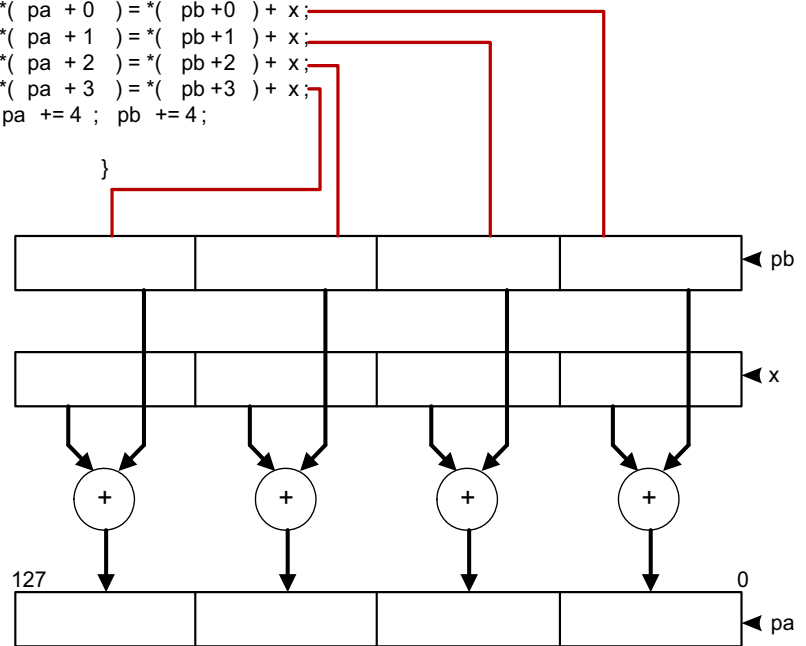 *( pa + 0 ) = *( pb +0 ) + x ;
*( pa + 1 ) = *( pb +1 ) + x ;
*( pa + 2 ) = *( pb +2 ) + x ;
*( pa + 3 ) = *( pb +3 ) + x ;
pa += 4 ; pb += 4 ;
}
pb
x
+ + + +
127 0
pa